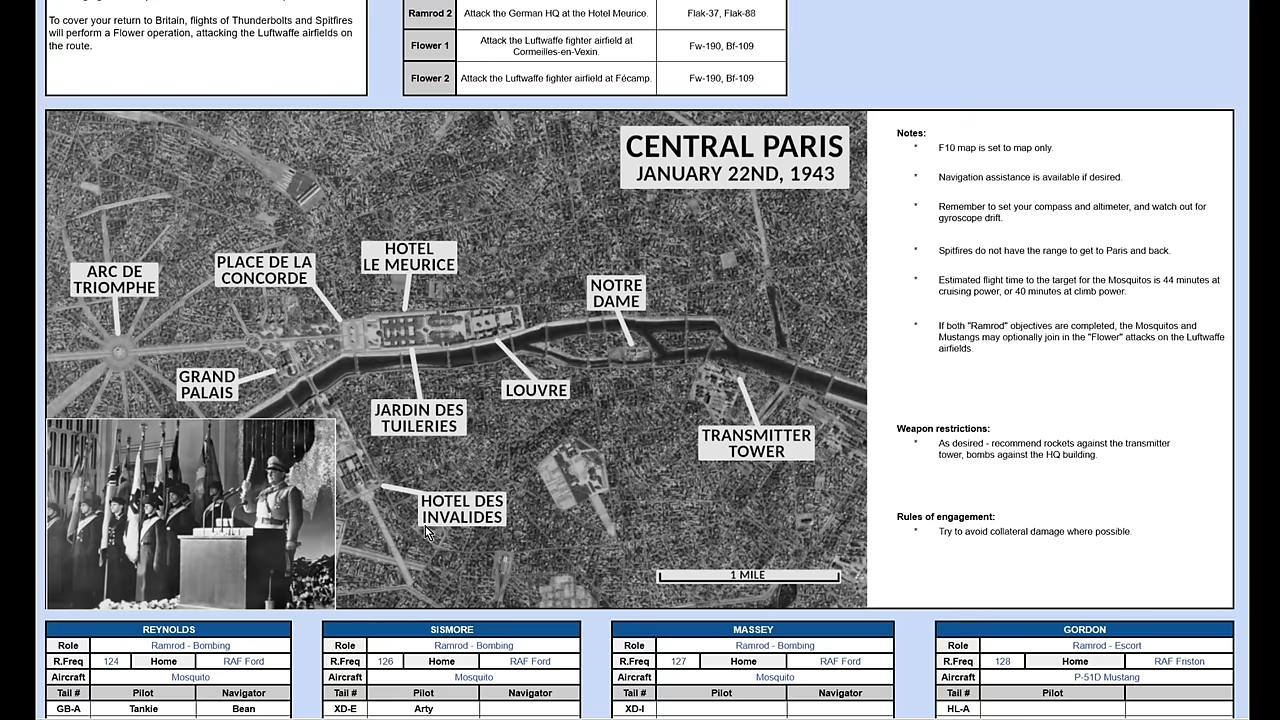 To cover your return to Britain, flights of Thunderbolts and Spitfires
will perform a Flower operation, attacking the Luftwaffe airfields on
the route.
Ramrod 2 Attack the German HQ at the Hotel Meurice. Flak-37, Flak-88
Flower 1 Attack the Luftwaffe fighter airfield at Cormeilles-en-Vexin. Fw-190, Bf-109
Flower 2 Attack the Luftwaffe fighter airfield at Fécamp. Fw-190, Bf-109
CENTRAL PARIS
JANUARY 22ND, 1943
ARC DE
TRIOMPHE
PLACE DE LA
CONCORDE
HOTEL
LE MEURICE
NOTRE
DAME
GRAND
PALAIS
JARDIN DES
TUILERIES
LOUVRE
TRANSMITTER
TOWER
HOTEL DES
INVALIDES
1 MILE
Notes:
* F10 map is set to map only.
* Navigation assistance is available if desired.
* Remember to set your compass and altimeter, and watch out for
gyroscope drift.
* Spitfires do not have the range to get to Paris and back.
* Estimated flight time to the target for the Mosquitos is 44 minutes at
cruising power, or 40 minutes at climb power.
* If both "Ramrod" objectives are completed, the Mosquitos and
Mustangs may optionally join in the "Flower" attacks on the Luftwaffe
airfields.
Weapon restrictions:
* As desired - recommend rockets against the transmitter
tower, bombs against the HQ building.
Rules of engagement:
* Try to avoid collateral damage where possible.
REYNOLDS
Role Ramrod - Bombing
R.Freq 124 Home RAF Ford
Aircraft Mosquito
Tail # Pilot Navigator
GB-A Tankie Bean
SISMORE
Role Ramrod - Bombing
R.Freq 126 Home RAF Ford
Aircraft Mosquito
Tail # Pilot Navigator
XD-E Arty
MASSEY
Role Ramrod - Bombing
R.Freq 127 Home RAF Ford
Aircraft Mosquito
Tail # Pilot Navigator
XD-I
GORDON
Role Ramrod - Escort
R.Freq 128 Home RAF Friston
Aircraft P-51D Mustang
Tail # Pilot
HL-A